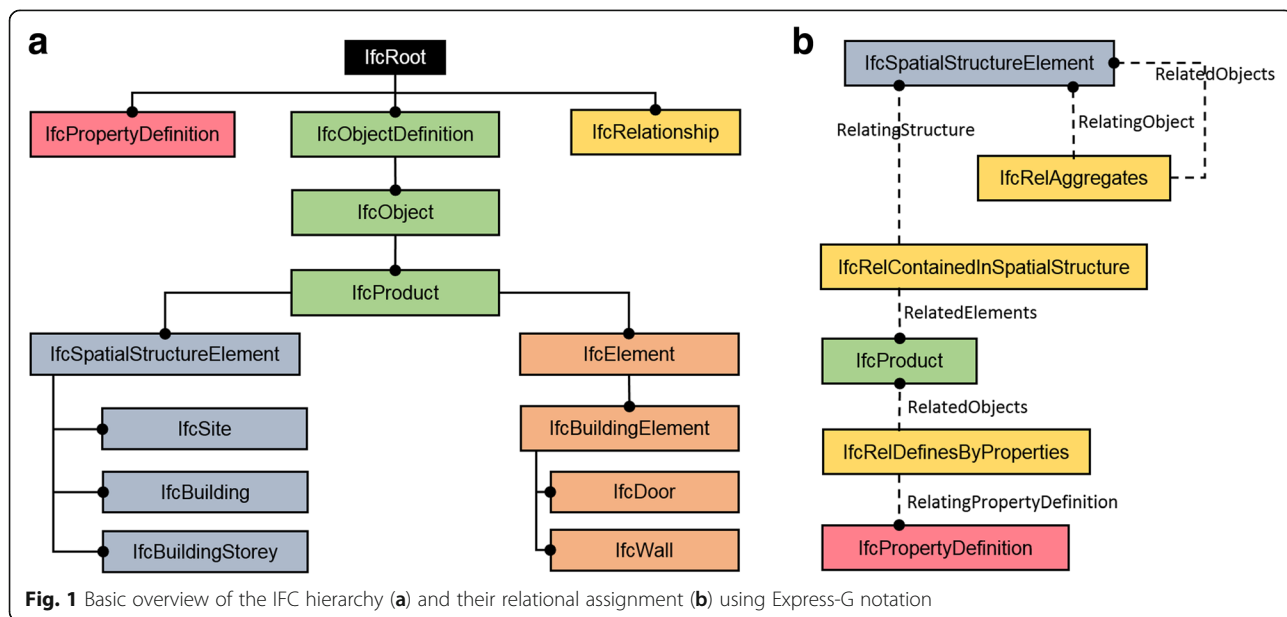 a
IfcRoot
IfcPropertyDefinition
IfcObjectDefinition
IfcRelationship
IfcObject
IfcProduct
IfcSpatialStructureElement
IfcElement
IfcSite
IfcBuildingElement
IfcBuilding
IfcDoor
IfcBuildingStorey
IfcWall
b
IfcSpatialStructureElement
RelatedObjects
RelatingStructure
RelatingObject
IfcRelAggregates
IfcRelContainedInSpatialStructure
RelatedElements
IfcProduct
RelatedObjects
IfcRelDefinesByProperties
RelatingPropertyDefinition
IfcPropertyDefinition
Fig. 1 Basic overview of the IFC hierarchy (a) and their relational assignment (b) using Express-G notation